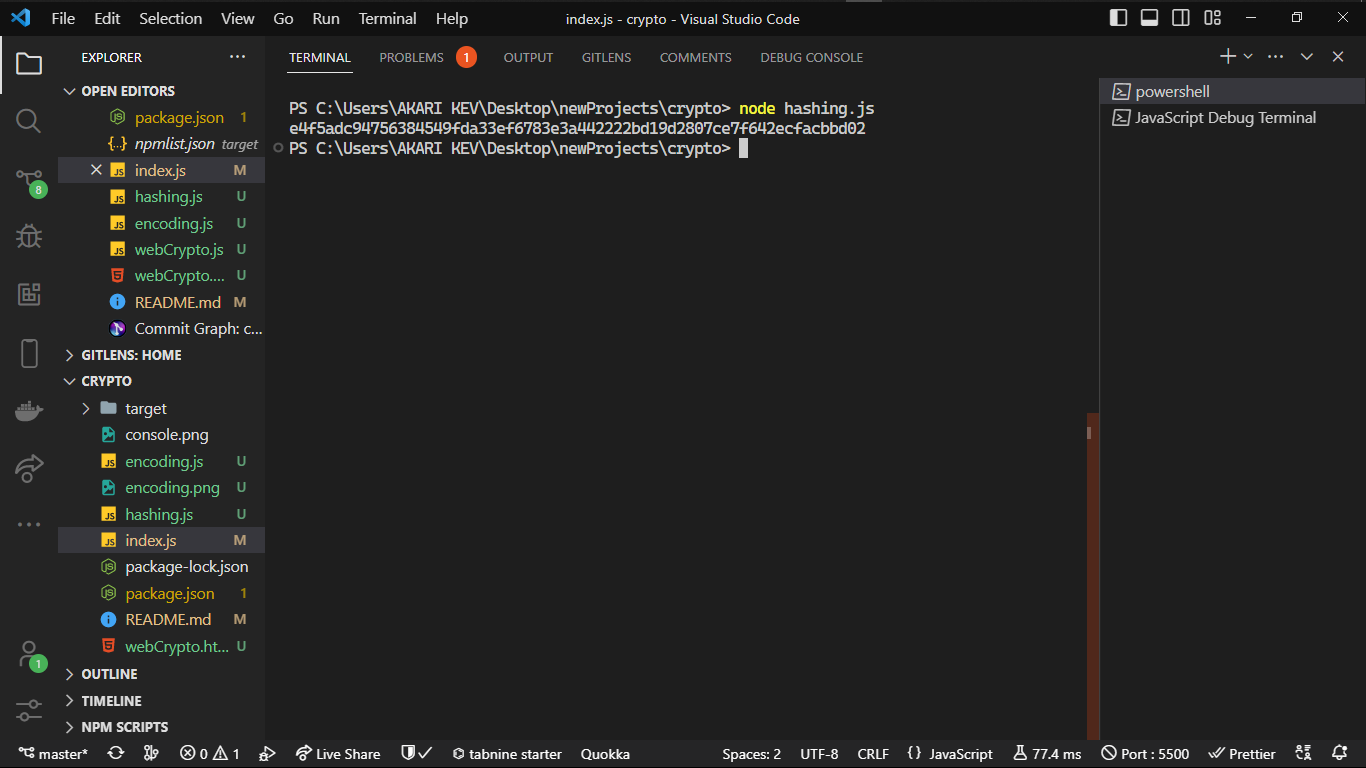 File Edit Selection View Go Run Terminal Help index.js - crypto - Visual Studio Code
EXPLORER
OPEN EDITORS
package.json 1
npmlist.json target
index.js M
hashing.js U
encoding.js U
webCrypto.js U
webCrypto.... U
README.md M
Commit Graph: c...
GITLENS: HOME
CRYPTO
target
console.png
encoding.js U
encoding.png U
hashing.js U
index.js M
package-lock.json
package.json 1
README.md M
webCrypto.ht... U
OUTLINE
TIMELINE
NPM SCRIPTS
8
1
TERMINAL PROBLEMS 1 OUTPUT GITLENS COMMENTS DEBUG CONSOLE
PS C:\Users\AKARI KEV\Desktop\newProjects\crypto> node hashing.js
e4f5adc94756384549fda33ef6783e3a442222bd19d2807ce7f642ecfacbbd02
PS C:\Users\AKARI KEV\Desktop\newProjects\crypto>
powershell
JavaScript Debug Terminal
master* 0 1 Live Share tabnine starter Quokka Spaces: 2 UTF-8 CRLF {} JavaScript 77.4 ms Port : 5500 Prettier